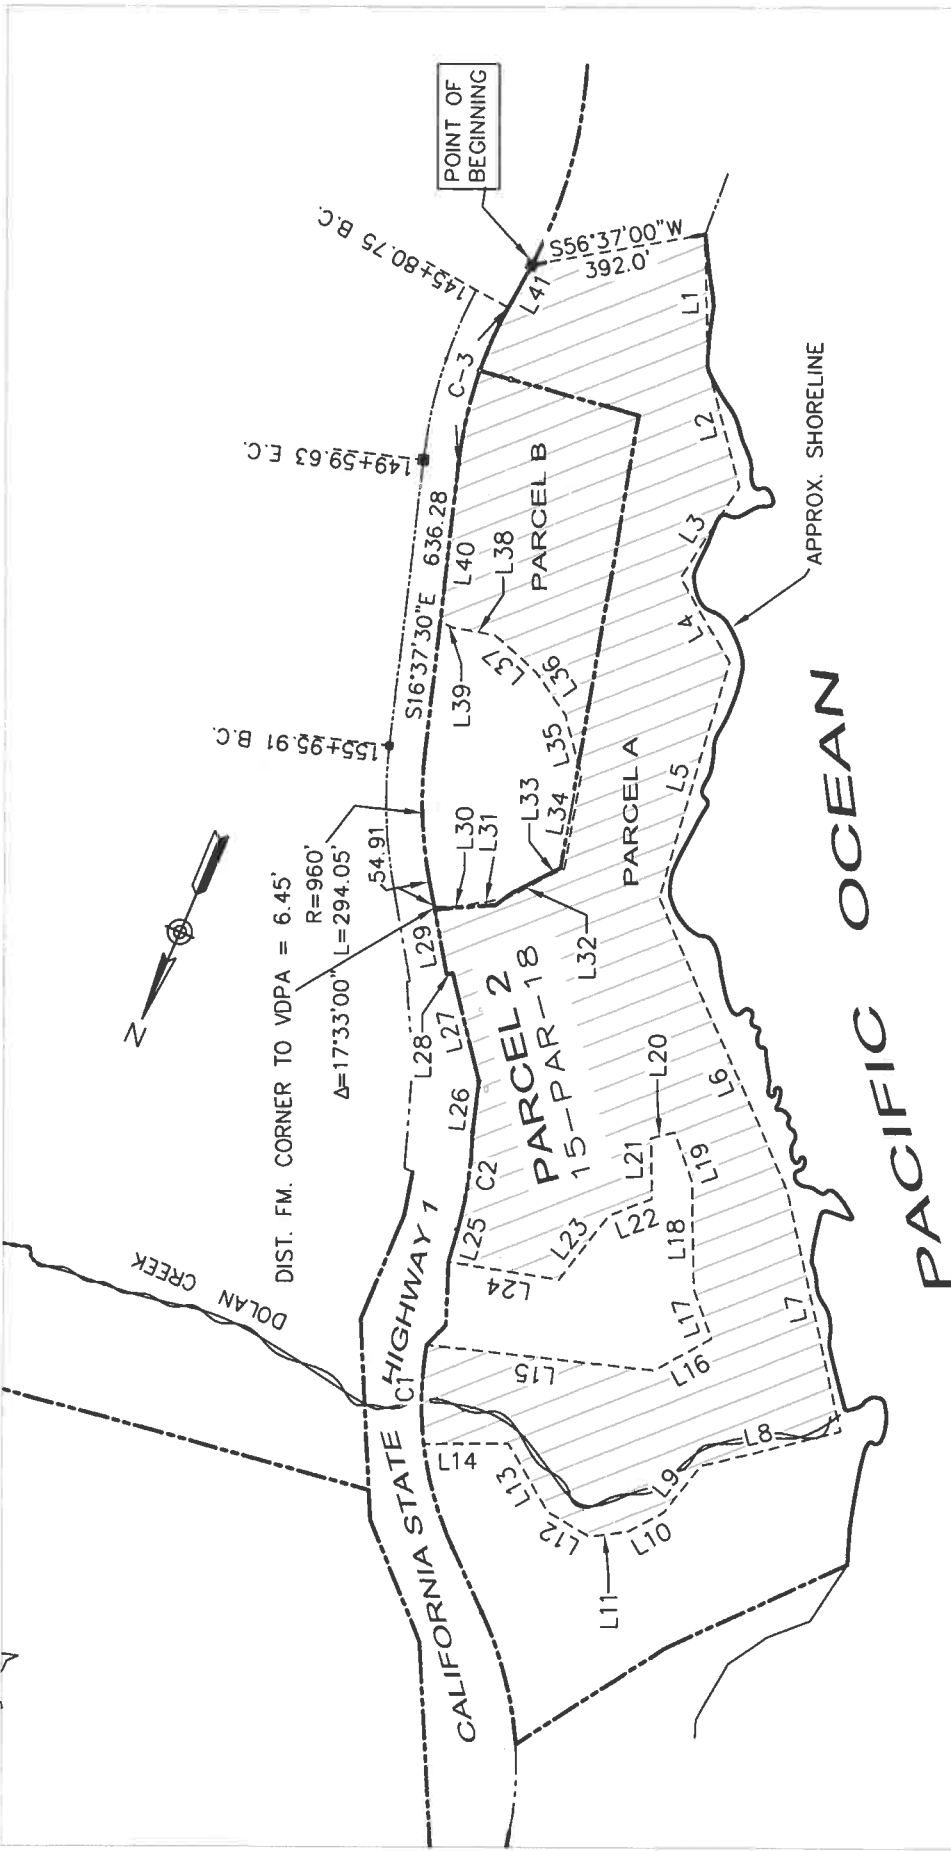 POINT OF
BEGINNING
145+80.75 B.C.
S56°37'00"W
392.0'
L41
C-3
L1
L2
APPROX. SHORELINE
149+59.63 E.C.
S16°37'30"E 636.28
L40
L38
PARCEL B
L3
L4
L39
L37
L36
155+95.91 B.C.
L35
L5
PARCEL A
L33
L34
DIST. FM. CORNER TO VDPA = 6.45'
R=960'
Δ=17°33'00" L=294.05'
54.91
L30
L31
L32
N
L29
L28
L27
L26
PARCEL 2
15-PAR-18
L20
L6
PACIFIC OCEAN
C2
L21
L19
L22
L18
L25
L23
L24
L17
L7
DOLAN
CREEK
L16
L15
C1
CALIFORNIA STATE HIGHWAY 1
L14
L8
L13
L9
L12
L10
L11